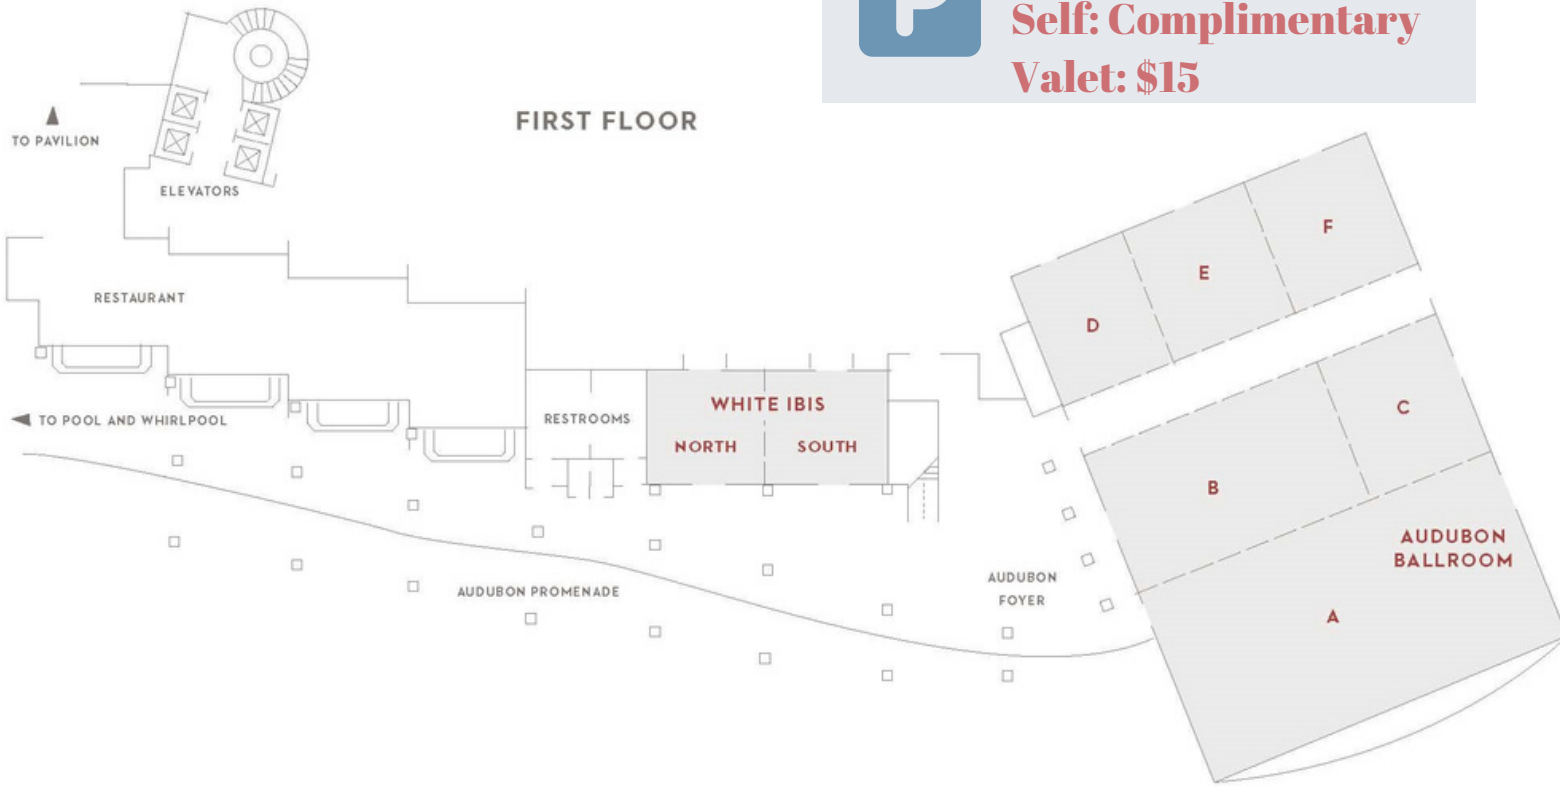 P
Self: Complimentary
Valet: $15
FIRST FLOOR
TO PAVILION
ELEVATORS
RESTAURANT
TO POOL AND WHIRLPOOL
RESTROOMS
WHITE IBIS
NORTH
SOUTH
AUDUBON PROMENADE
AUDUBON
FOYER
D
E
F
B
C
AUDUBON
BALLROOM
A